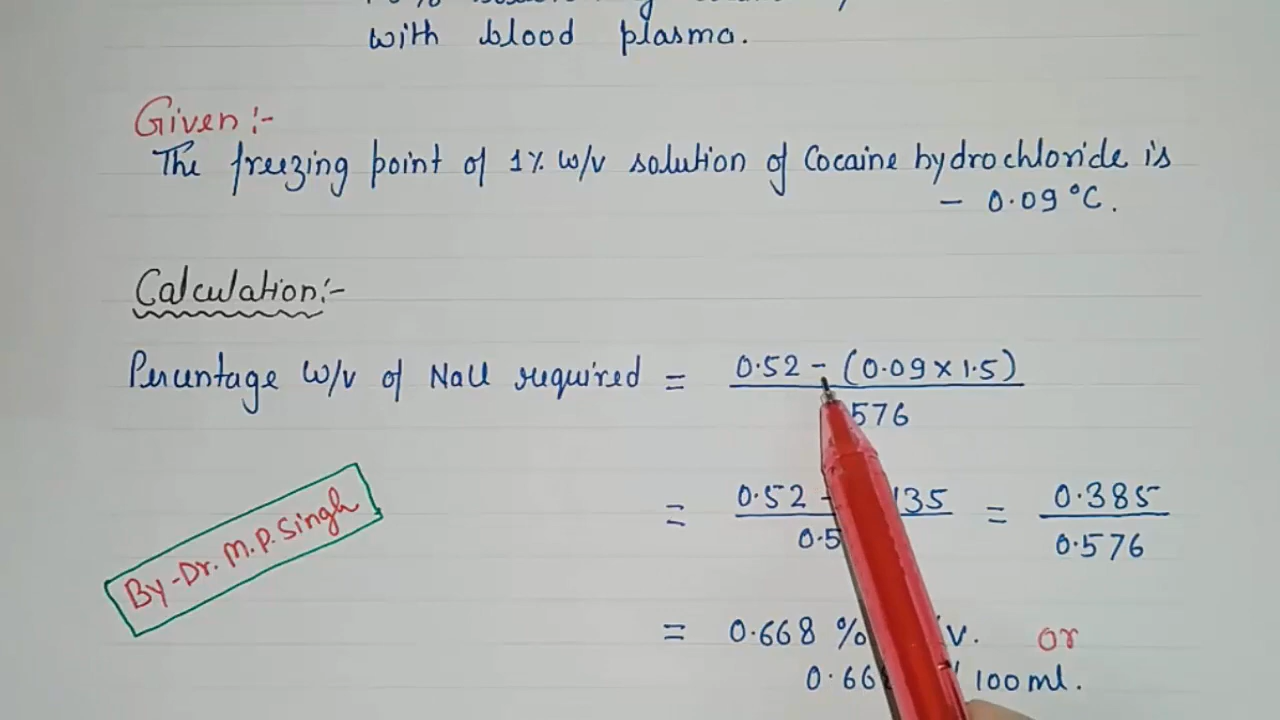 with blood plasma.
Given:-
The freezing point of 1% w/v solution of Cocaine hydrochloride is
- 0.09 °C.
Calculation:-
Percentage w/v of NaCl required = 0.52 - (0.09 x 1.5)
576
= 0.52 - 135 = 0.385
0.5 0.576
By-Dr. M.P. Singh
= 0.668 % v. or
0.66 / 100 ml.